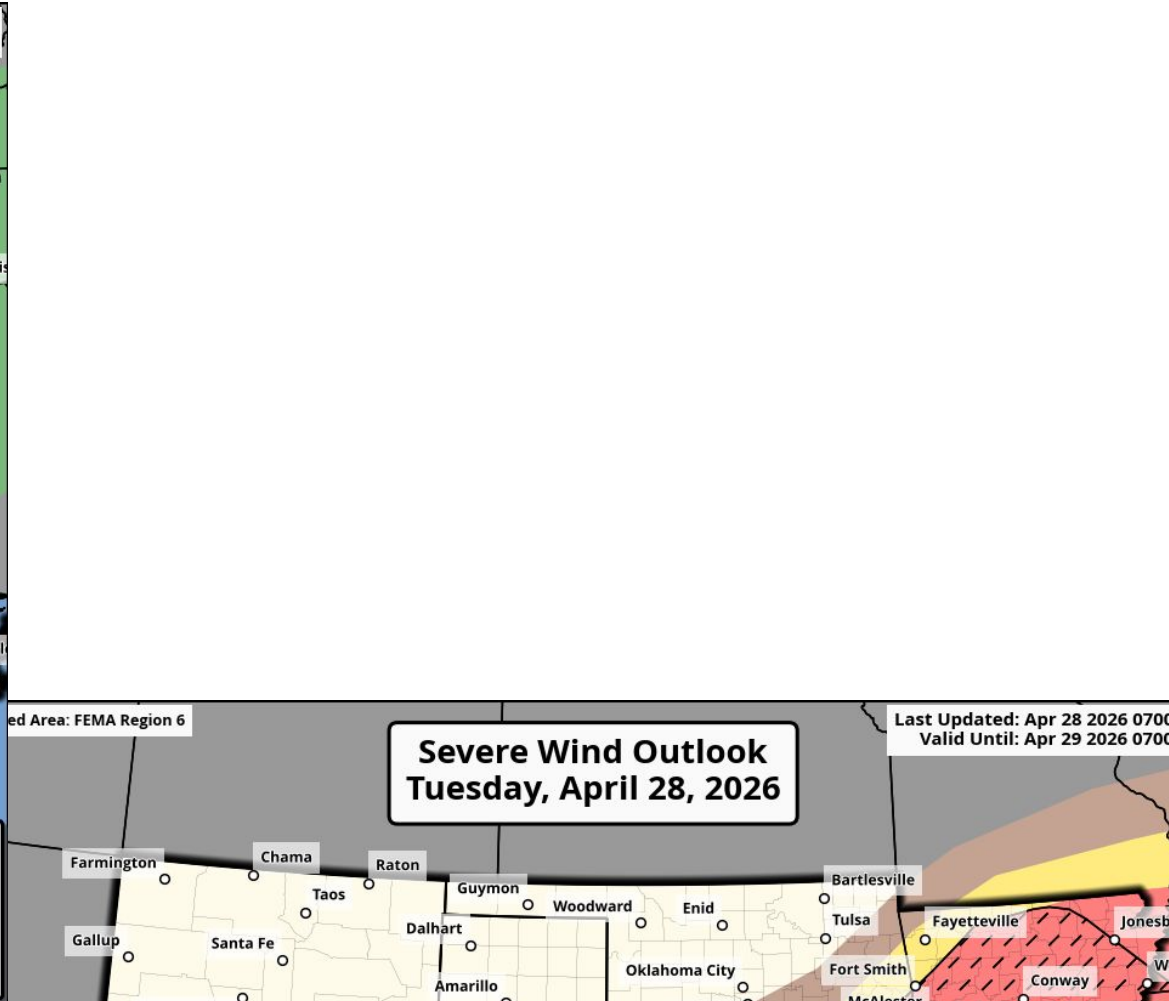 ed Area: FEMA Region 6
Severe Wind Outlook
Tuesday, April 28, 2026
Last Updated: Apr 28 2026 0700
Valid Until: Apr 29 2026 0700
Farmington
Chama
Raton
Taos
Guymon
Woodward
Enid
Bartlesville
Tulsa
Fayetteville
Jonesb
Gallup
Santa Fe
Dalhart
Amarillo
Oklahoma City
Fort Smith
McAlester
Conway
W